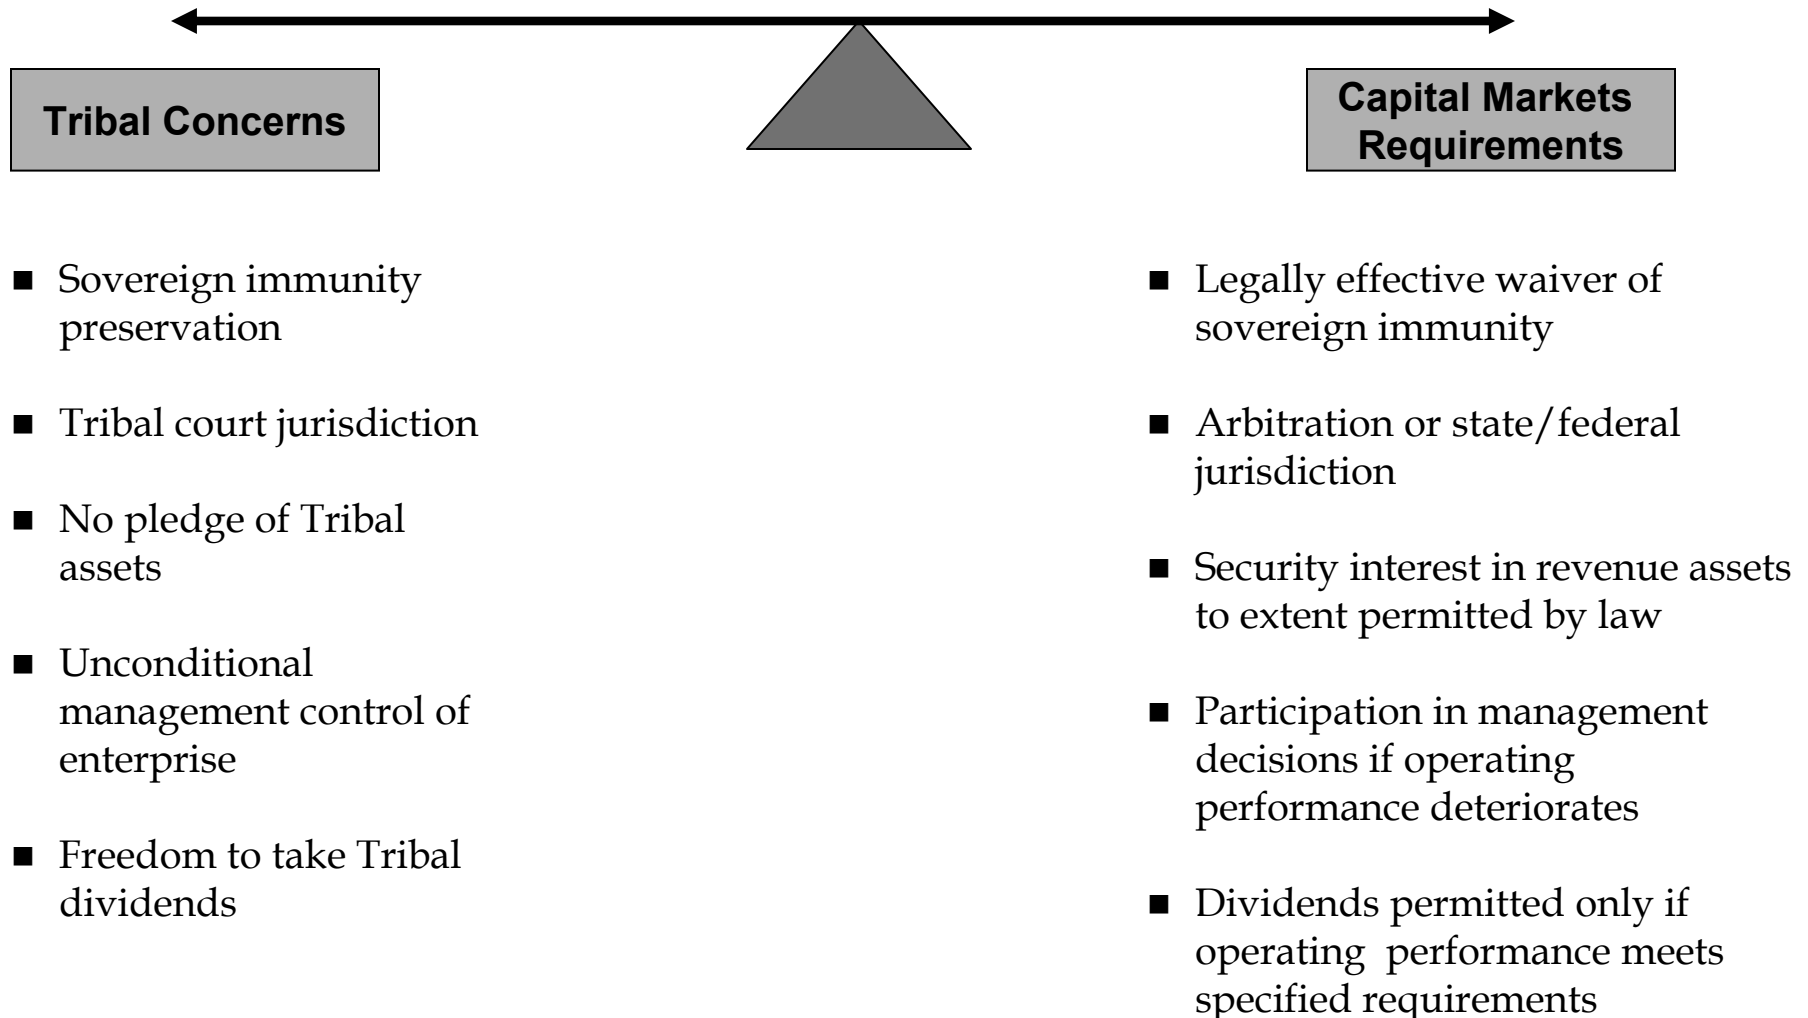 Tribal Concerns
Capital Markets
Requirements
■ Sovereign immunity
preservation
■ Tribal court jurisdiction
■ No pledge of Tribal
assets
■ Unconditional
management control of
enterprise
■ Freedom to take Tribal
dividends
■ Legally effective waiver of
sovereign immunity
■ Arbitration or state/federal
jurisdiction
■ Security interest in revenue assets
to extent permitted by law
■ Participation in management
decisions if operating
performance deteriorates
■ Dividends permitted only if
operating  performance meets
specified requirements